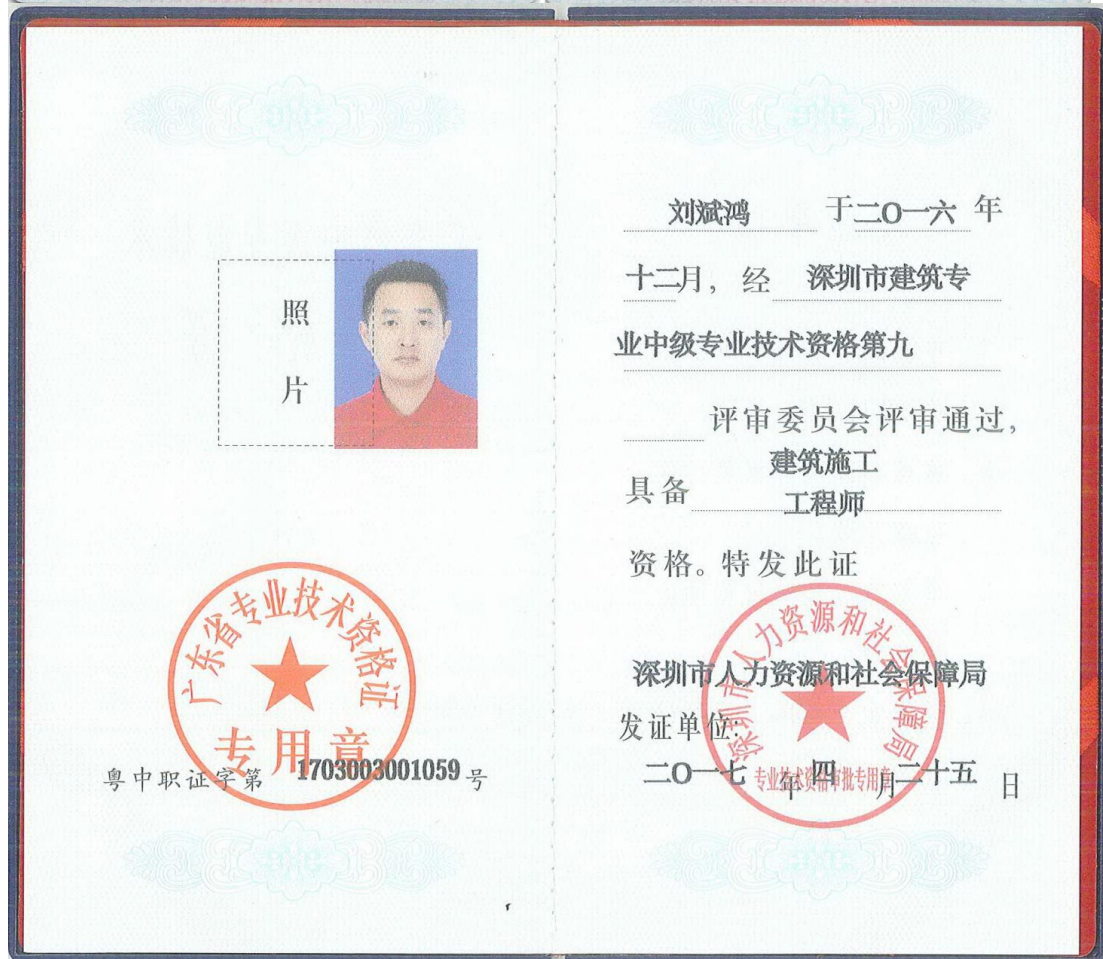 照
片
广东省专业技术资格证
专用章
粤中职证字第 1703003001059 号
刘斌鸿 于二O一六 年
十二月，经 深圳市建筑专
业中级专业技术资格第九
评审委员会评审通过，
建筑施工
具备
工程师
资格。特发此证
深圳市人力资源和社会保障局
深圳市人力资源和社会保障局
发证单位：
二O一七 年 四 月二十五 日
专业技术资格审批专用章